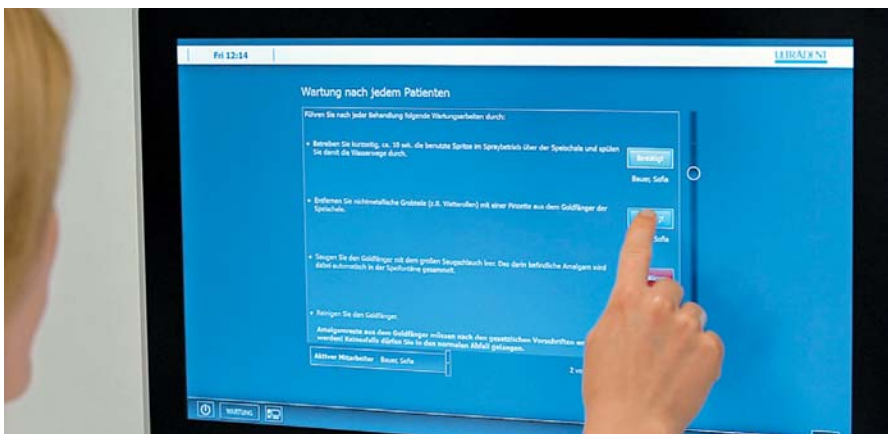 Fri 12:14
ULTRADENT
Wartung nach jedem Patienten
Führen Sie nach jeder Behandlung folgende Wartungsarbeiten durch:
• Betreiben Sie kurzzeitig, ca. 10 sek. die benutzte Spritze im Spraybetrieb über der Speischale und spülen
Sie damit die Wasserwege durch.
Bestätigt
Bauer, Sofia
• Entfernen Sie nichtmetallische Grobteile (z.B. Watterollen) mit einer Pinzette aus dem Goldfänger der
Speischale.
Sofia
• Saugen Sie den Goldfänger mit dem großen Saugschlauch leer. Das darin befindliche Amalgam wird
dabei automatisch in der Speifontäne gesammelt.
• Reinigen Sie den Goldfänger.
Amalgamreste aus dem Goldfänger müssen nach den gesetzlichen Vorschriften
werden! Keinesfalls dürfen Sie in den normalen Abfall gelangen.
Aktiver Mitarbeiter Bauer, Sofia
2
WARTUNG